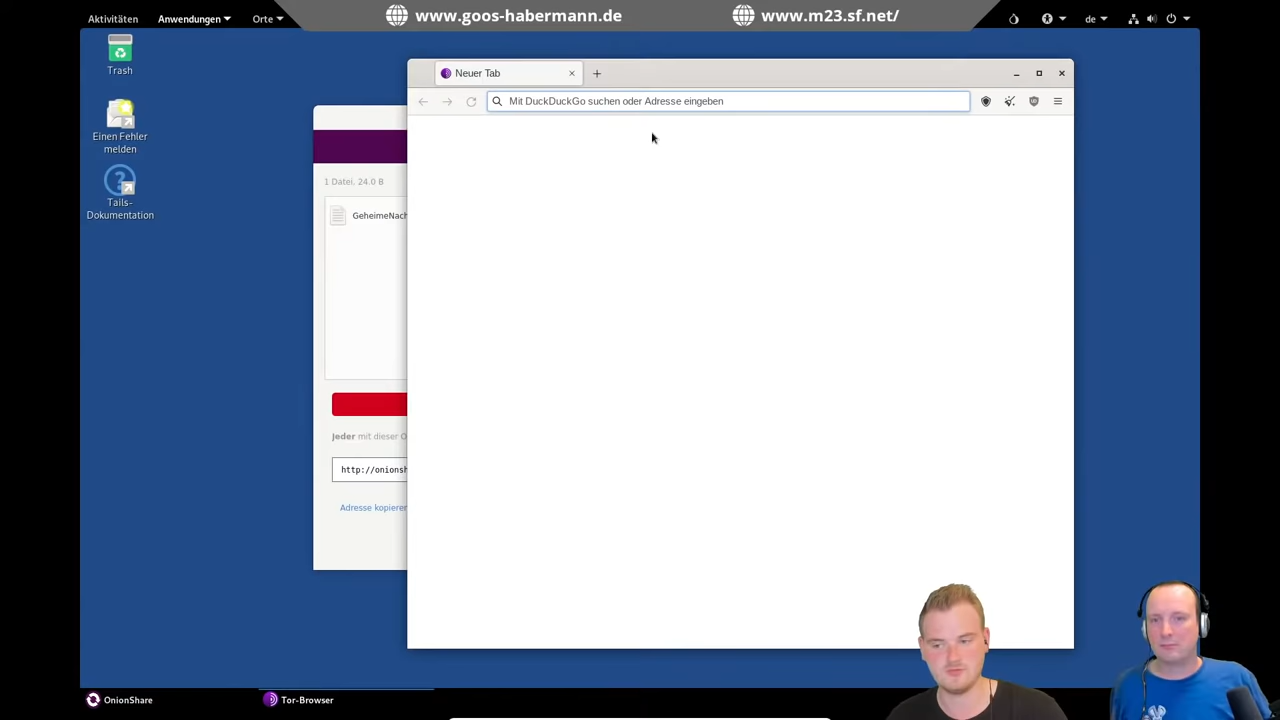 www.goos-habermann.de
www.m23.sf.net/
Aktivitäten
Anwendungen
Orte
de
Trash
Einen Fehler
melden
Tails-
Dokumentation
1 Datei, 24.0 B
GeheimeNach
Jeder mit dieser O
http://onionsh
Adresse kopieren
Neuer Tab
Mit DuckDuckGo suchen oder Adresse eingeben
OnionShare
Tor-Browser